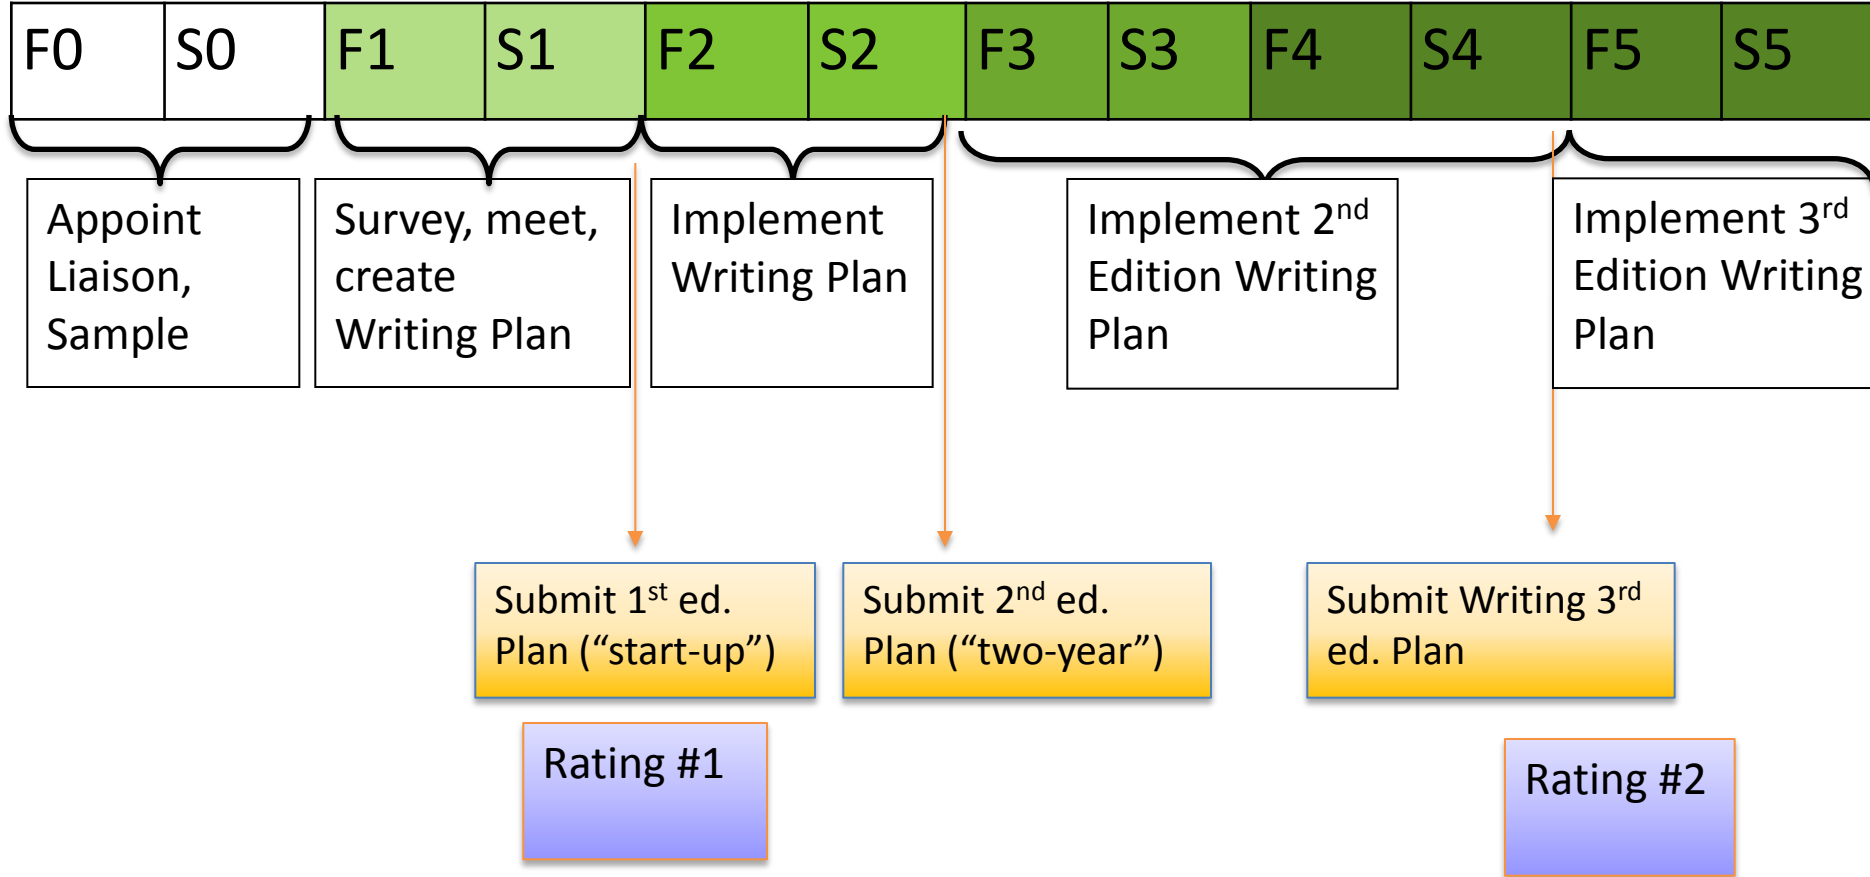 F0 S0 F1 S1 F2 S2 F3 S3 F4 S4 F5 S5
Appoint
Liaison,
Sample
Survey, meet,
create
Writing Plan
Implement
Writing Plan
Implement 2nd
Edition Writing
Plan
Implement 3rd
Edition Writing
Plan
Submit 1st ed.
Plan (“start-up”)
Submit 2nd ed.
Plan (“two-year”)
Submit Writing 3rd
ed. Plan
Rating #1
Rating #2